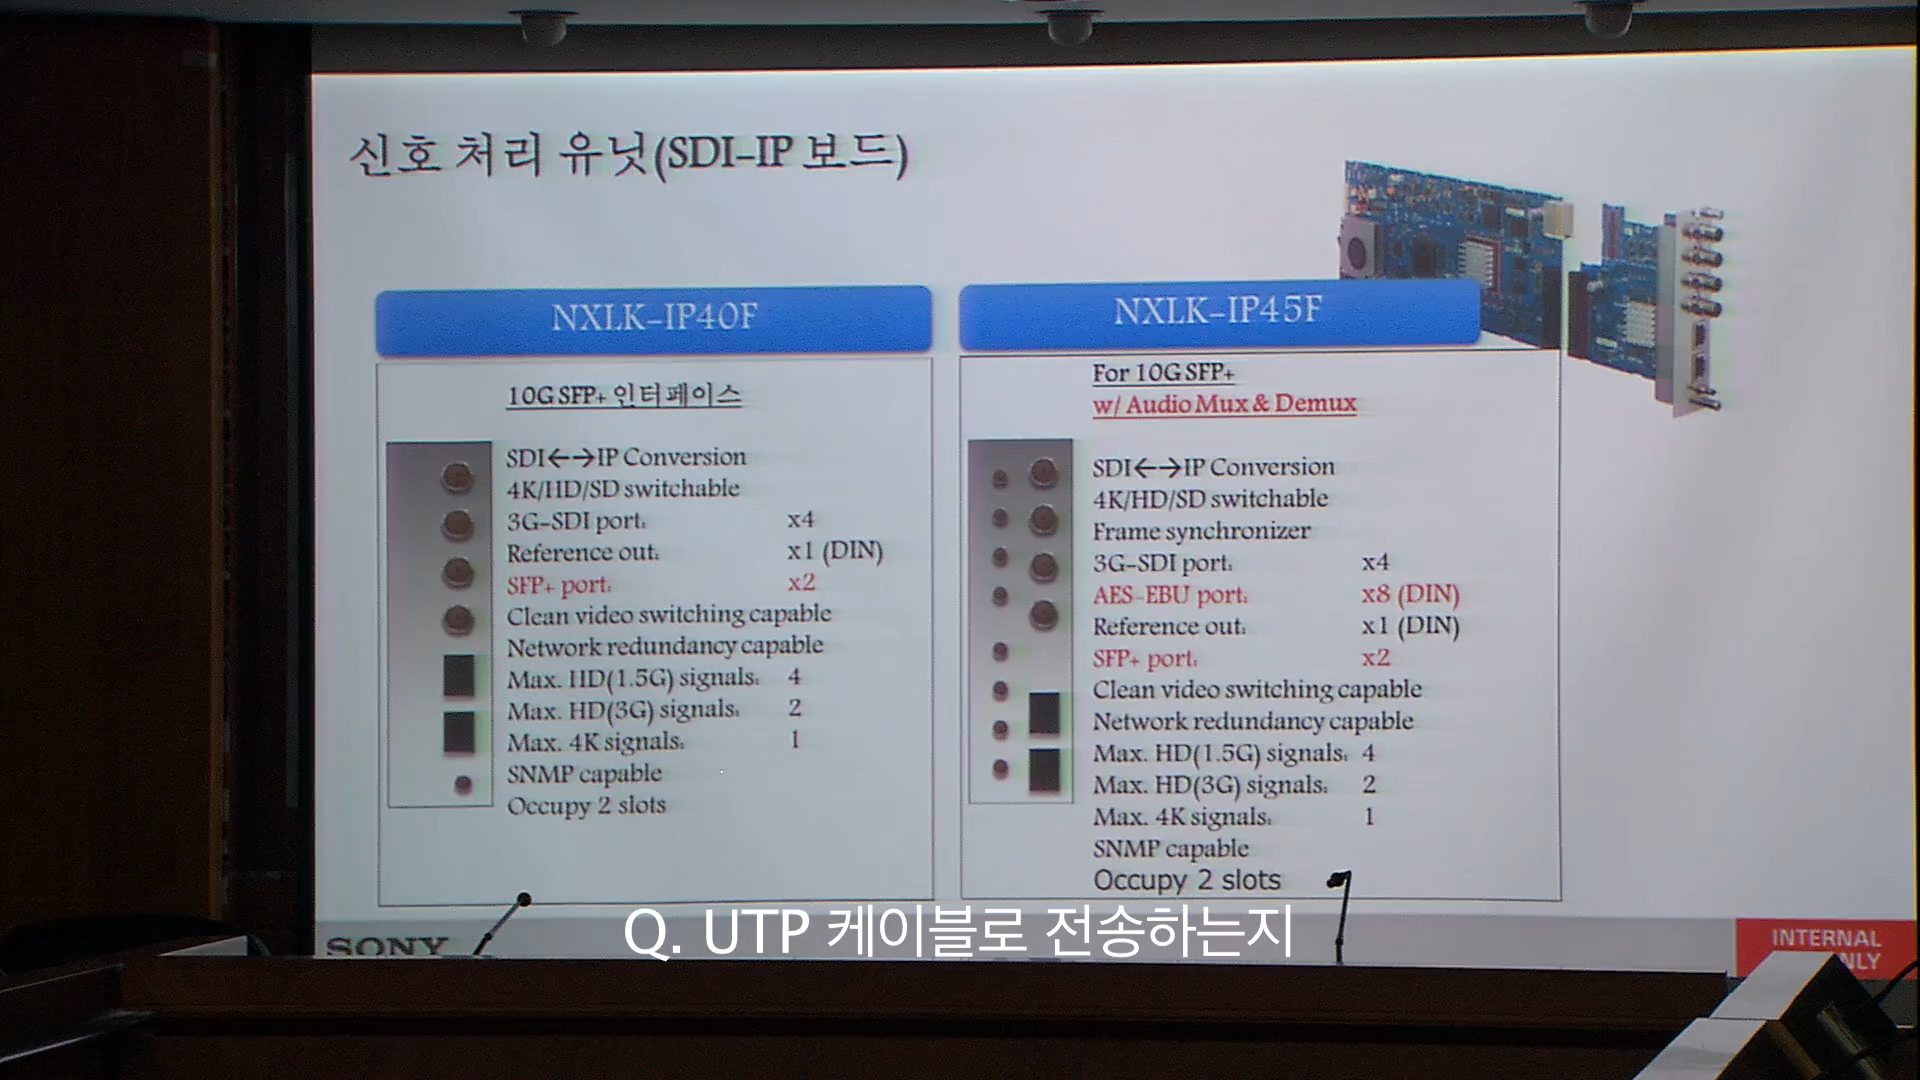 신호 처리 유닛(SDI-IP 보드)
NXLK-IP40F
10G SFP+ 인터페이스
SDI←→IP Conversion
4K/HD/SD switchable
3G-SDI port: x4
Reference out: x1 (DIN)
SFP+ port: x2
Clean video switching capable
Network redundancy capable
Max. HD(1.5G) signals: 4
Max. HD(3G) signals: 2
Max. 4K signals: 1
SNMP capable
Occupy 2 slots
NXLK-IP45F
For 10G SFP+
w/ Audio Mux & Demux
SDI←→IP Conversion
4K/HD/SD switchable
Frame synchronizer
3G-SDI port: x4
AES-EBU port: x8 (DIN)
Reference out: x1 (DIN)
SFP+ port: x2
Clean video switching capable
Network redundancy capable
Max. HD(1.5G) signals: 4
Max. HD(3G) signals: 2
Max. 4K signals: 1
SNMP capable
Occupy 2 slots
SONY
INTERNAL
Q. UTP 케이블로 전송하는지